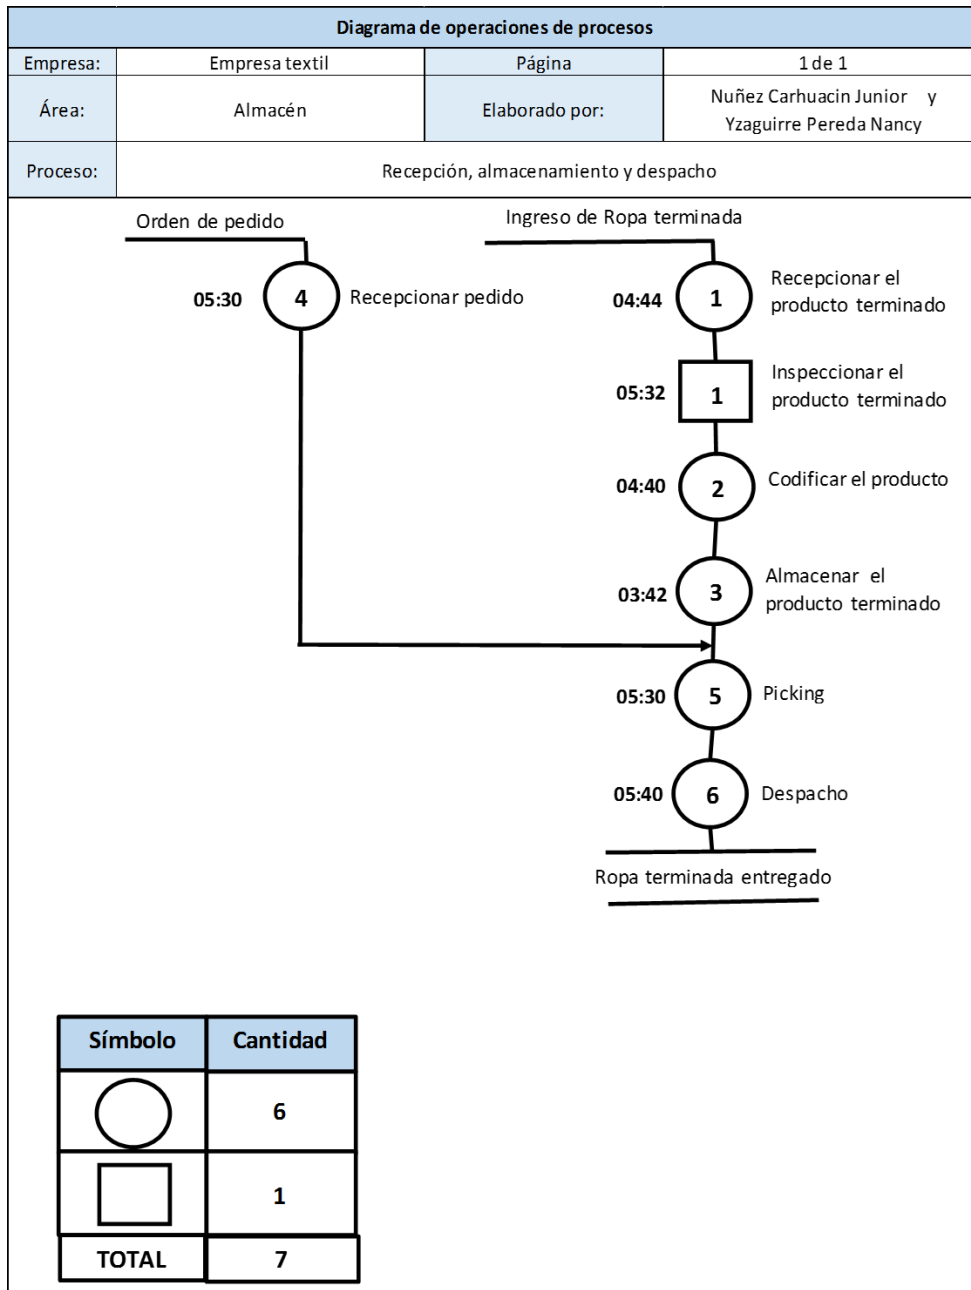 Diagrama de operaciones de procesos
Empresa: Empresa textil Página 1 de 1
Área: Almacén Elaborado por: Nuñez Carhuacin Junior y
Yzaguirre Pereda Nancy
Proceso: Recepción, almacenamiento y despacho
Orden de pedido
Ingreso de Ropa terminada
05:30 4 Recepcionar pedido
04:44 1 Recepcionar el
producto terminado
05:32 1 Inspeccionar el
producto terminado
04:40 2 Codificar el producto
03:42 3 Almacenar el
producto terminado
05:30 5 Picking
05:40 6 Despacho
Ropa terminada entregado
Símbolo Cantidad
6
1
TOTAL 7